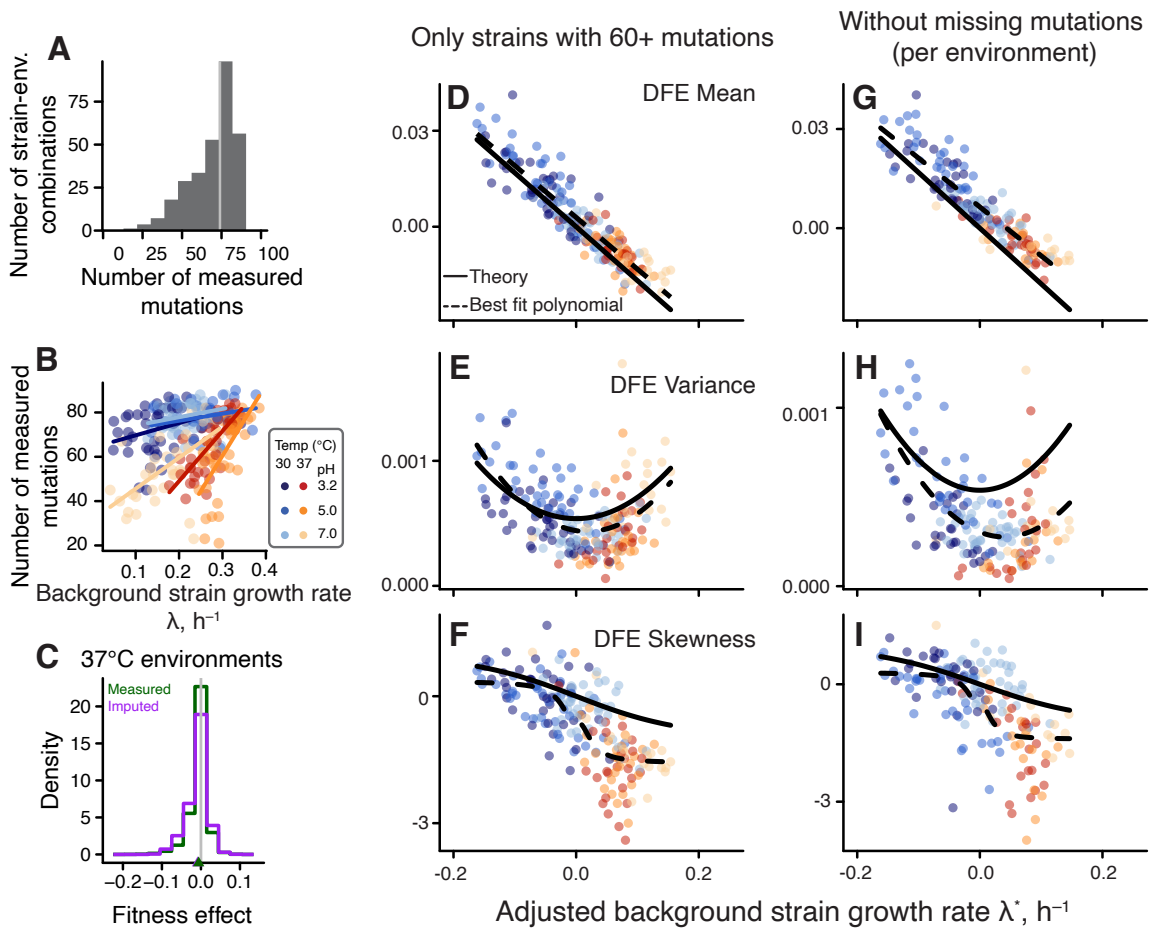 Only strains with 60+ mutations
Without missing mutations
(per environment)
A
Number of strain-env.
combinations
75
50
25
0
0 25 50 75 100
Number of measured
mutations
B
Number of measured
mutations
80
60
40
20
0.1 0.2 0.3 0.4
Background strain growth rate
λ, h⁻¹
Temp (°C)
30 37 pH
3.2
5.0
7.0
C
37°C environments
Measured
Imputed
Density
20
15
10
5
0
−0.2 −0.1 0.0 0.1
Fitness effect
D
DFE Mean
0.03
0.00
Theory
Best fit polynomial
E
DFE Variance
0.001
0.000
F
DFE Skewness
0
-3
-0.2 0.0 0.2
G
0.03
0.00
H
0.001
0.000
I
0
-3
-0.2 0.0 0.2
Adjusted background strain growth rate λ*, h⁻¹